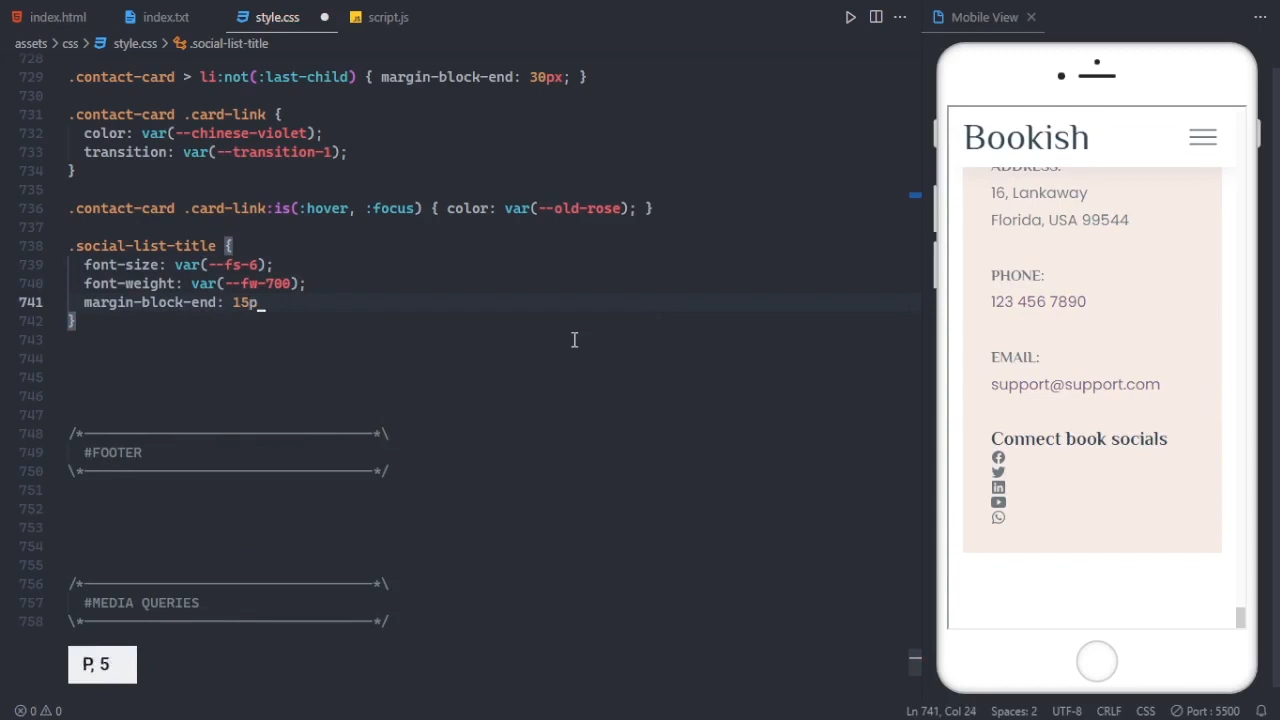 index.html index.txt style.css script.js
Mobile View
assets > css > style.css > .social-list-title
728
729 .contact-card > li:not(:last-child) { margin-block-end: 30px; }
730
731 .contact-card .card-link {
732 color: var(--chinese-violet);
733 transition: var(--transition-1);
734 }
735
736 .contact-card .card-link:is(:hover, :focus) { color: var(--old-rose); }
737
738 .social-list-title {
739 font-size: var(--fs-6);
740 font-weight: var(--fw-700);
741 margin-block-end: 15p
742 }
743
744
745
746
747
748 /*-----------------------------------*\
749 #FOOTER
750 \*-----------------------------------*/
751
752
753
754
755
756 /*-----------------------------------*\
757 #MEDIA QUERIES
758 \*-----------------------------------*/
P, 5
0 0
Ln 741, Col 24 Spaces: 2 UTF-8 CRLF CSS Port : 5500
Bookish
ADDRESS:
16, Lankaway
Florida, USA 99544
PHONE:
123 456 7890
EMAIL:
support@support.com
Connect book socials